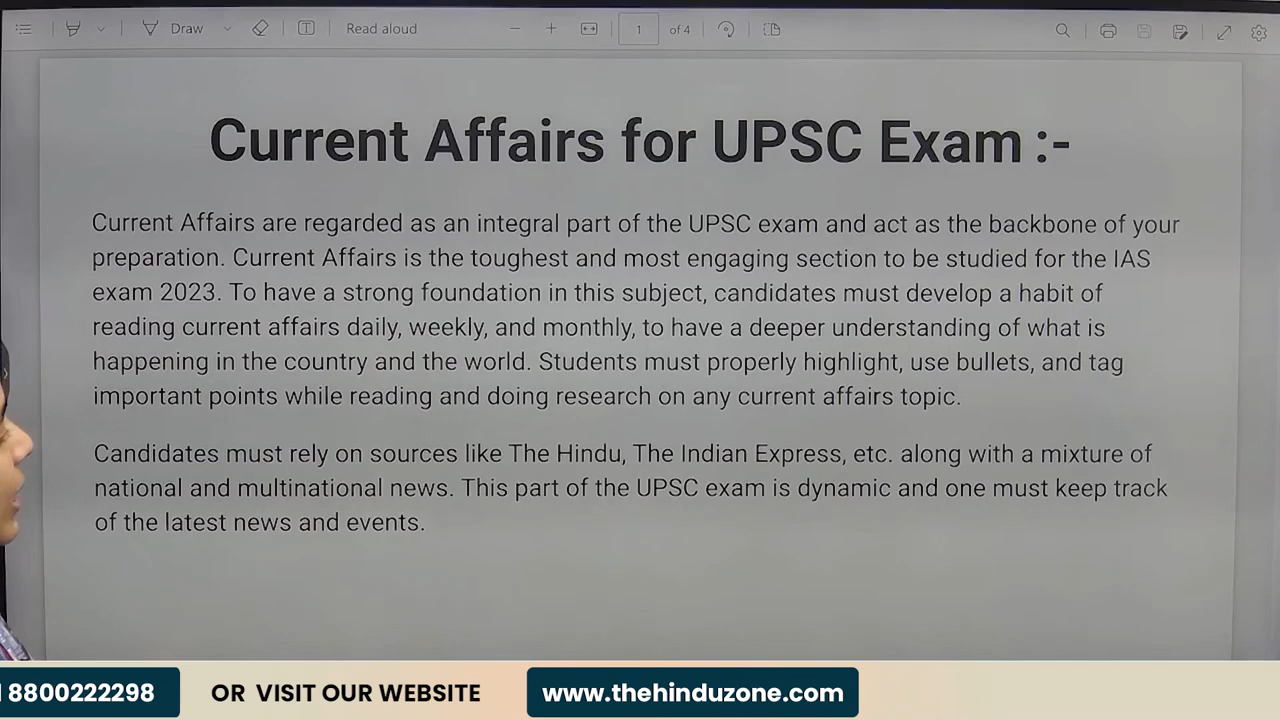 Draw
Read aloud
1 of 4
Current Affairs for UPSC Exam :-
Current Affairs are regarded as an integral part of the UPSC exam and act as the backbone of your
preparation. Current Affairs is the toughest and most engaging section to be studied for the IAS
exam 2023. To have a strong foundation in this subject, candidates must develop a habit of
reading current affairs daily, weekly, and monthly, to have a deeper understanding of what is
happening in the country and the world. Students must properly highlight, use bullets, and tag
important points while reading and doing research on any current affairs topic.
Candidates must rely on sources like The Hindu, The Indian Express, etc. along with a mixture of
national and multinational news. This part of the UPSC exam is dynamic and one must keep track
of the latest news and events.
8800222298 OR VISIT OUR WEBSITE www.thehinduzone.com